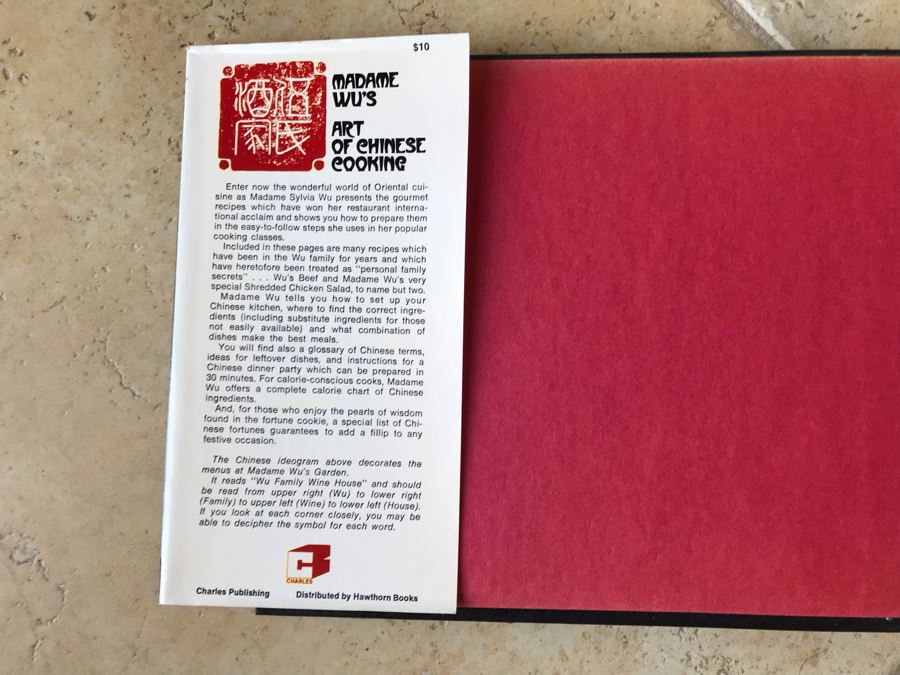 $10
伍氏
酒家
MADAME
WU'S
ART
OF CHINESE
COOKING
Enter now the wonderful world of Oriental cui-
sine as Madame Sylvia Wu presents the gourmet
recipes which have won her restaurant interna-
tional acclaim and shows you how to prepare them
in the easy-to-follow steps she uses in her popular
cooking classes.
Included in these pages are many recipes which
have been in the Wu family for years and which
have heretofore been treated as "personal family
secrets" . . . Wu's Beef and Madame Wu's very
special Shredded Chicken Salad, to name but two.
Madame Wu tells you how to set up your
Chinese kitchen, where to find the correct ingre-
dients (including substitute ingredients for those
not easily available) and what combination of
dishes make the best meals.
You will find also a glossary of Chinese terms,
ideas for leftover dishes, and instructions for a
Chinese dinner party which can be prepared in
30 minutes. For calorie-conscious cooks, Madame
Wu offers a complete calorie chart of Chinese
ingredients.
And, for those who enjoy the pearls of wisdom
found in the fortune cookie, a special list of Chi-
nese fortunes guarantees to add a fillip to any
festive occasion.
The Chinese ideogram above decorates the
menus at Madame Wu's Garden.
It reads "Wu Family Wine House" and should
be read from upper right (Wu) to lower right
(Family) to upper left (Wine) to lower left (House).
If you look at each corner closely, you may be
able to decipher the symbol for each word.
C
CHARLES
Charles Publishing Distributed by Hawthorn Books